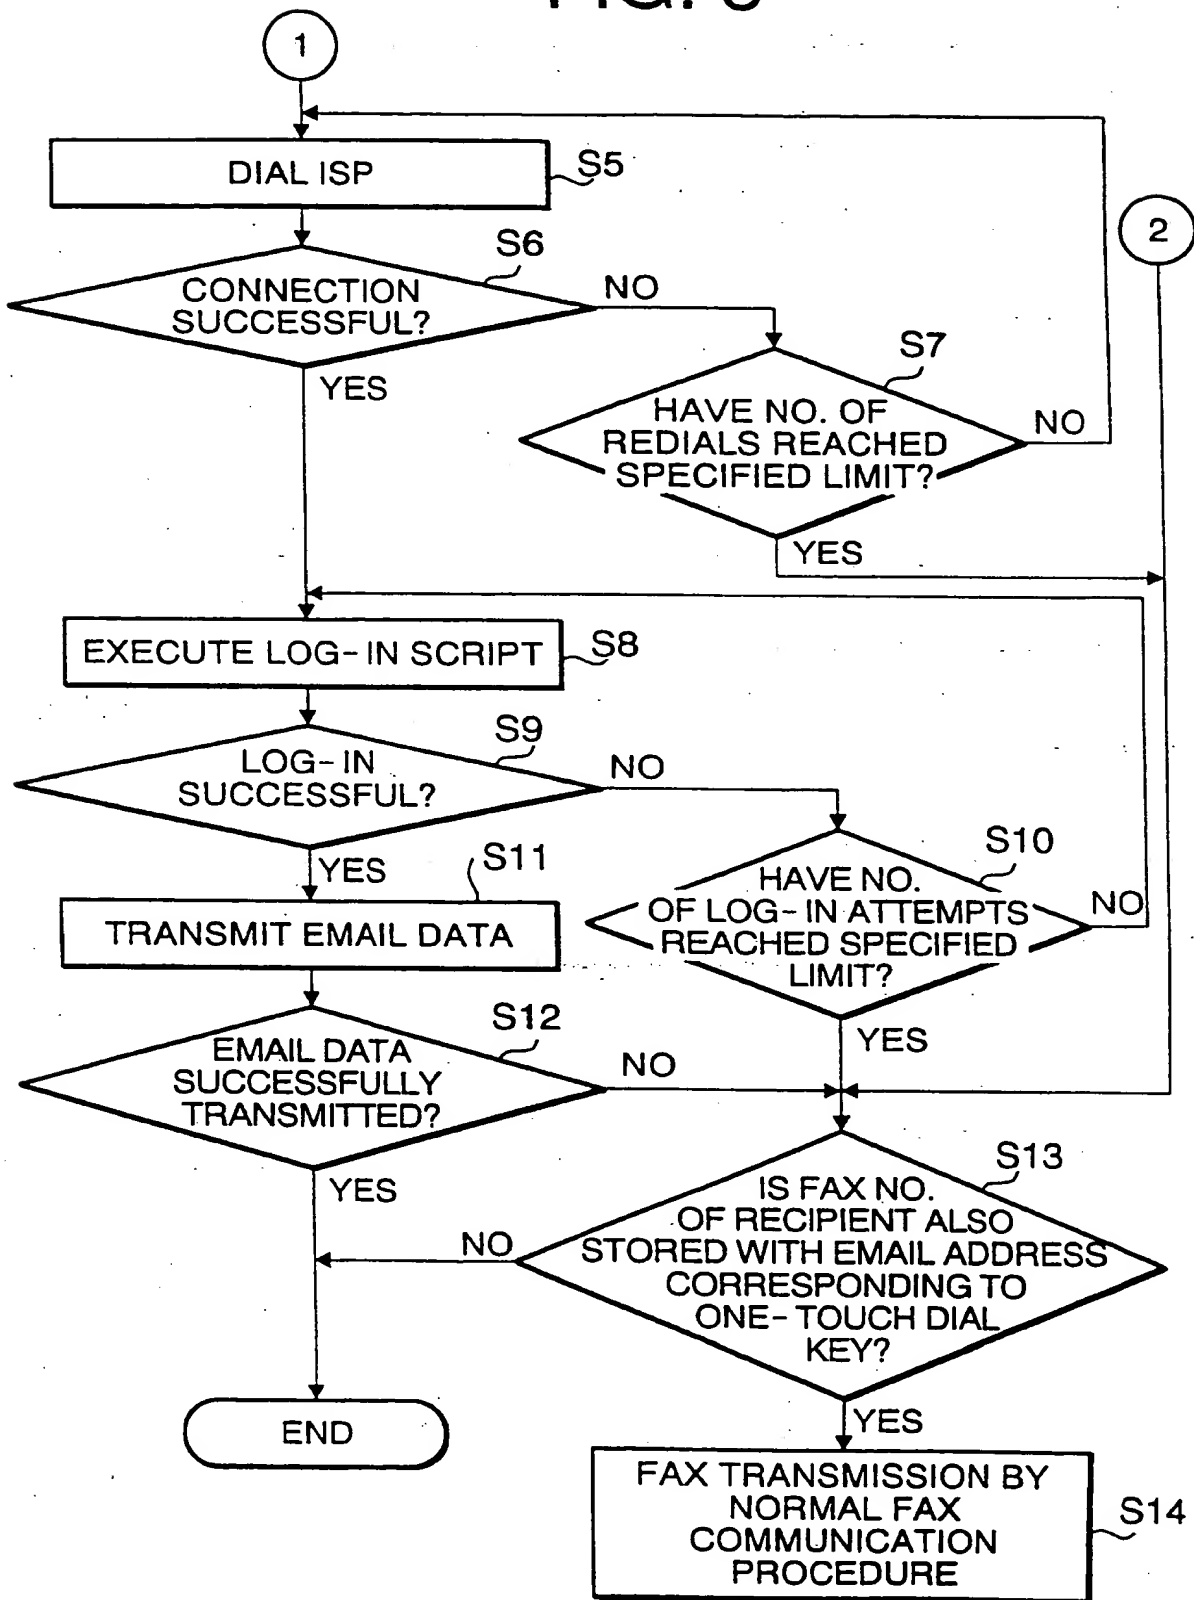 1
DIAL ISP
S5
2
S6
CONNECTION
SUCCESSFUL?
NO
YES
S7
HAVE NO. OF
REDIALS REACHED
SPECIFIED LIMIT?
NO
YES
EXECUTE LOG-IN SCRIPT
S8
S9
LOG-IN
SUCCESSFUL?
NO
YES
S10
HAVE NO.
OF LOG-IN ATTEMPTS
REACHED SPECIFIED
LIMIT?
NO
YES
S11
TRANSMIT EMAIL DATA
S12
EMAIL DATA
SUCCESSFULLY
TRANSMITTED?
NO
YES
S13
IS FAX NO.
OF RECIPIENT ALSO
STORED WITH EMAIL ADDRESS
CORRESPONDING TO
ONE-TOUCH DIAL
KEY?
NO
YES
END
FAX TRANSMISSION BY
NORMAL FAX
COMMUNICATION
PROCEDURE
S14